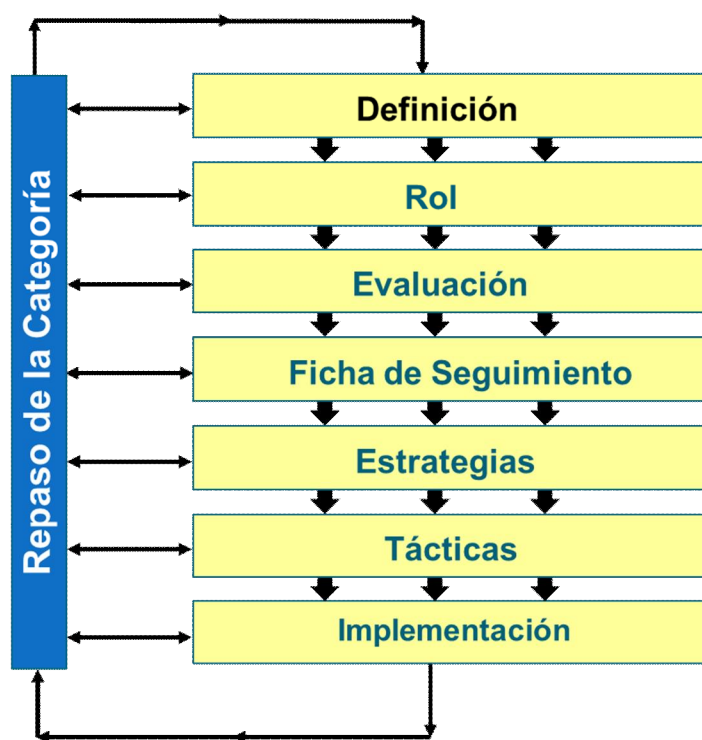 Repaso de la Categoría
Definición
Rol
Evaluación
Ficha de Seguimiento
Estrategias
Tácticas
Implementación